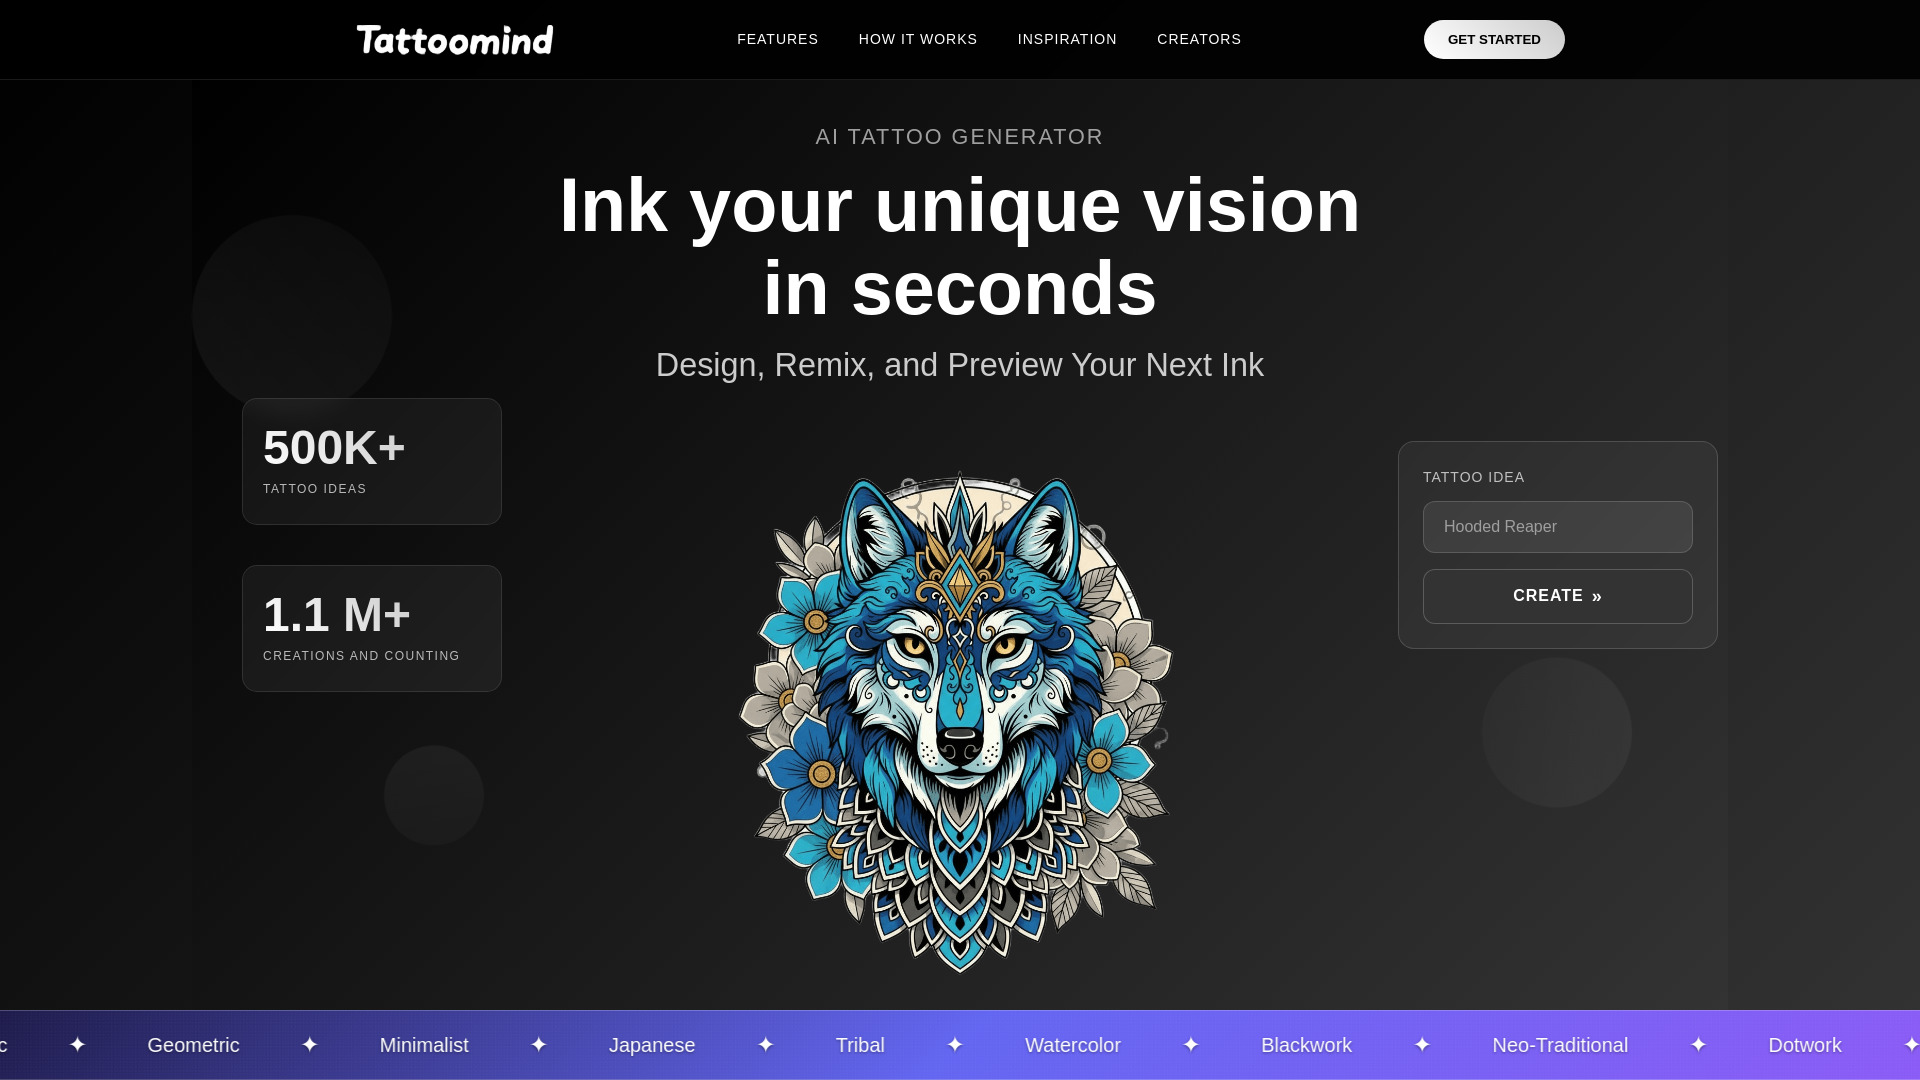 Tattoomind
FEATURES
HOW IT WORKS
INSPIRATION
CREATORS
GET STARTED
AI TATTOO GENERATOR
Ink your unique vision
in seconds
Design, Remix, and Preview Your Next Ink
500K+
TATTOO IDEAS
1.1 M+
CREATIONS AND COUNTING
TATTOO IDEA
Hooded Reaper
CREATE »
c ✦ Geometric ✦ Minimalist ✦ Japanese ✦ Tribal ✦ Watercolor ✦ Blackwork ✦ Neo-Traditional ✦ Dotwork ✦